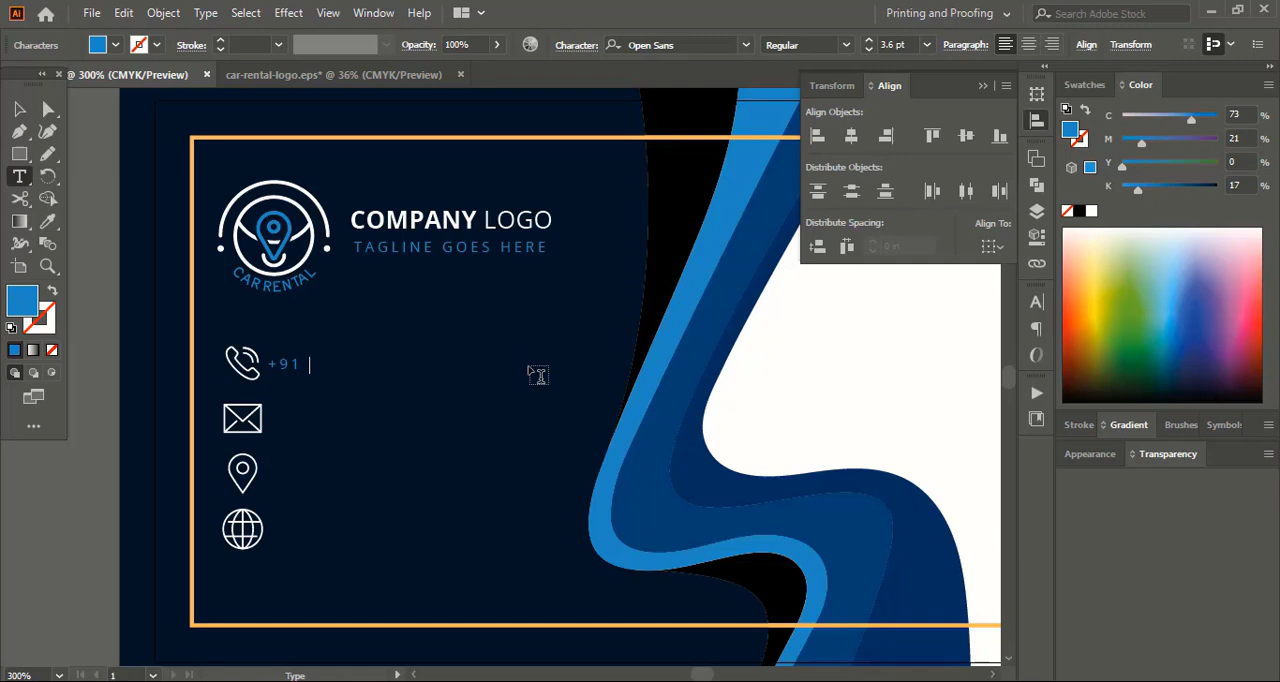 Ai File Edit Object Type Select Effect View Window Help Printing and Proofing Search Adobe Stock
Characters Stroke: Opacity: 100% Character: Open Sans Regular 3.6 pt Paragraph: Align Transform
@ 300% (CMYK/Preview) × car-rental-logo.eps* @ 36% (CMYK/Preview) ×
Transform Align
Align Objects:
Distribute Objects:
Distribute Spacing: Align To:
0 in
Swatches Color
C 73 %
M 21 %
Y 0 %
K 17 %
COMPANY LOGO
TAGLINE GOES HERE
CAR RENTAL
+91
Stroke Gradient Brushes Symbol:
Appearance Transparency
300% 1 Type